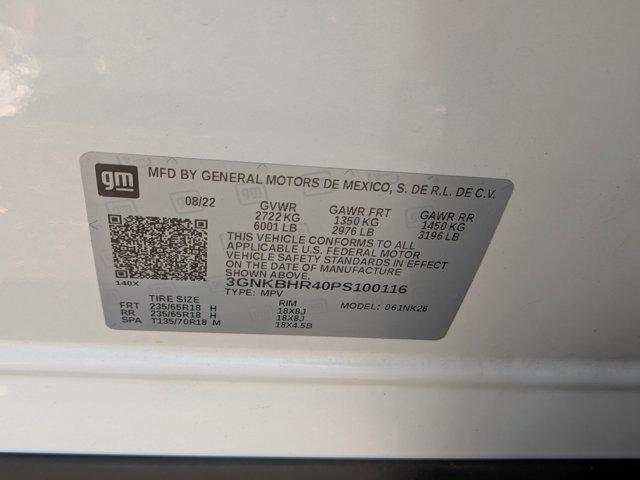 gm MFD BY GENERAL MOTORS DE MEXICO, S. DE R.L. DE C.V.
08/22 GVWR GAWR FRT GAWR RR
2722 KG 1350 KG 1450 KG
6001 LB 2976 LB 3196 LB
THIS VEHICLE CONFORMS TO ALL
APPLICABLE U.S. FEDERAL MOTOR
VEHICLE SAFETY STANDARDS IN EFFECT
ON THE DATE OF MANUFACTURE
SHOWN ABOVE.
140X 3GNKBHR40PS100116
TYPE: MPV MODEL: 061NK26
TIRE SIZE RIM
FRT 235/65R18 H 18X8J
RR 235/65R18 H 18X8J
SPA T135/70R18 M 18X4.5B